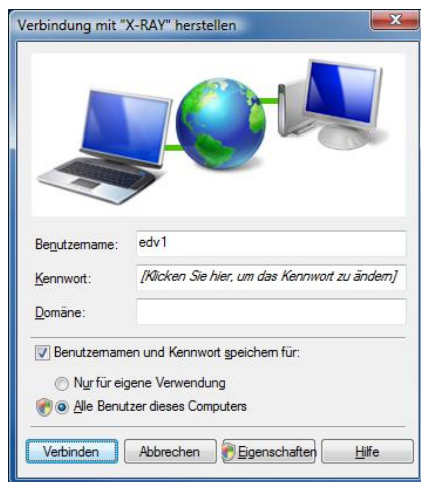 Verbindung mit "X-RAY" herstellen
Benutzername: edv1
Kennwort: [Klicken Sie hier, um das Kennwort zu ändern]
Domäne:
Benutzernamen und Kennwort speichern für:
Nur für eigene Verwendung
Alle Benutzer dieses Computers
Verbinden Abbrechen Eigenschaften Hilfe